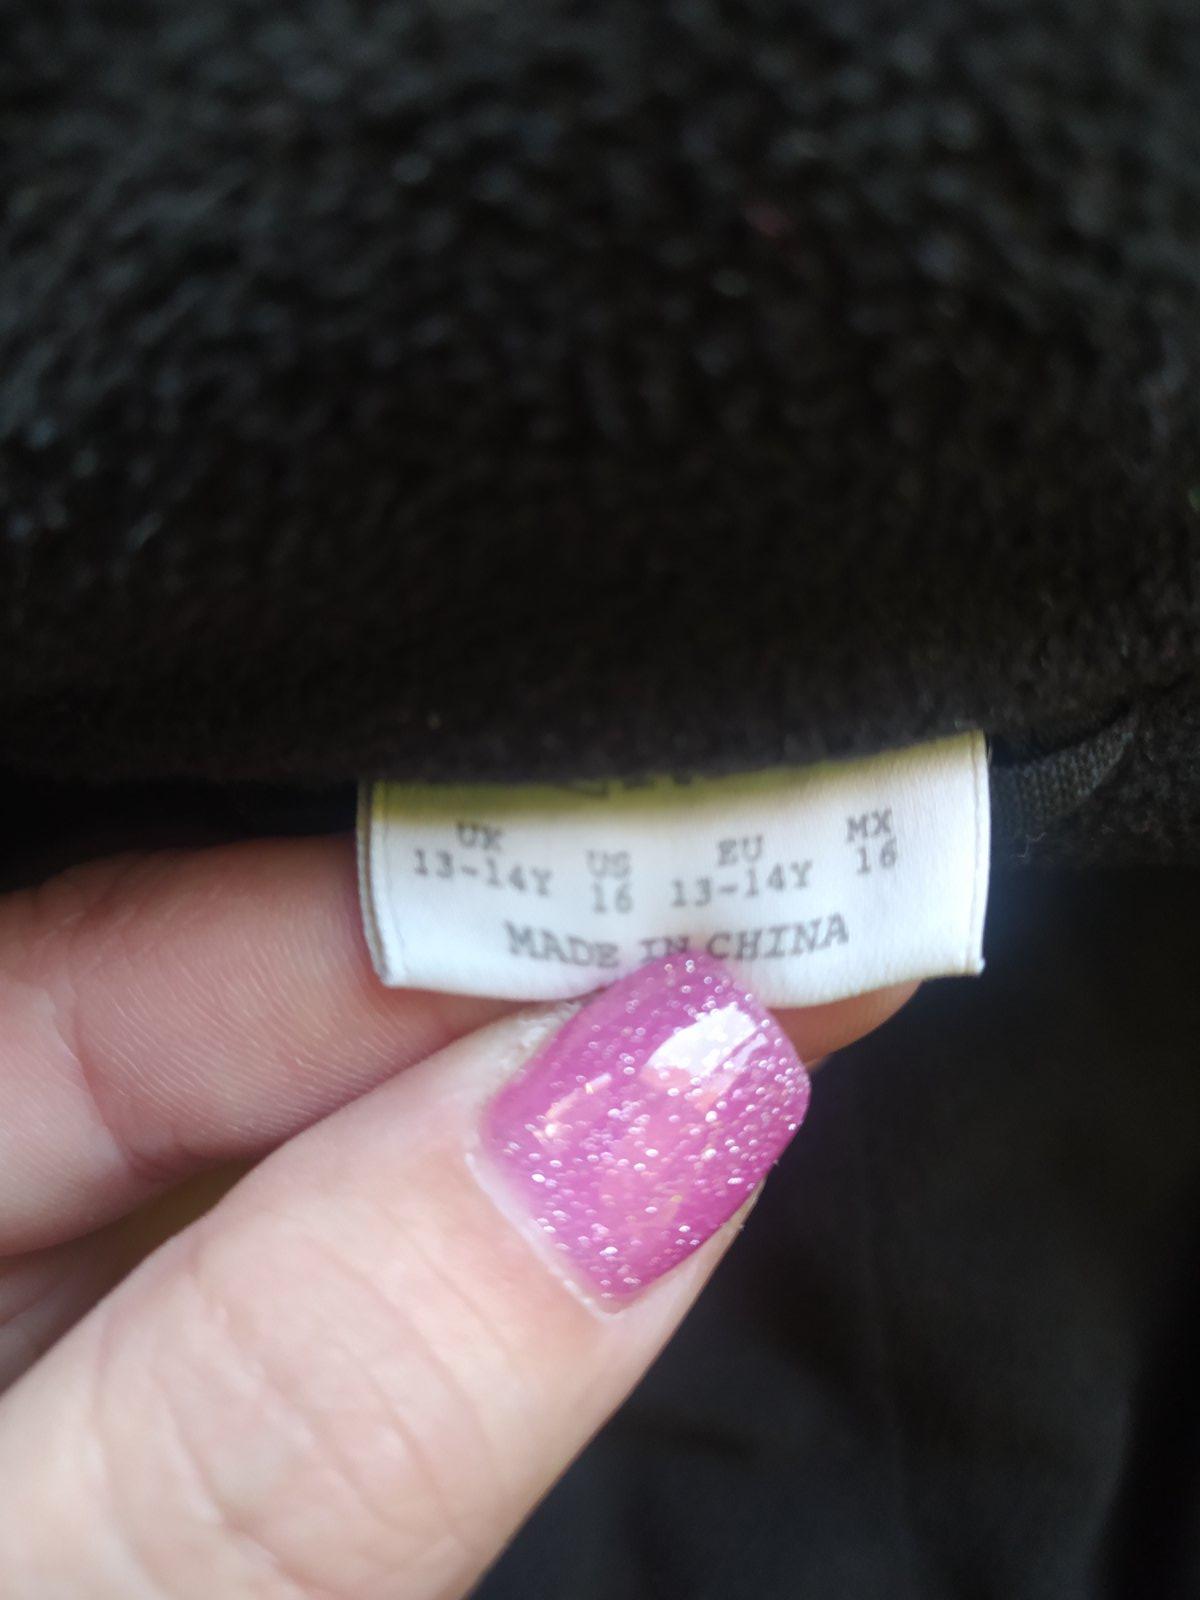 UK US EU MX
13-14Y 16 13-14Y 16
MADE IN CHINA